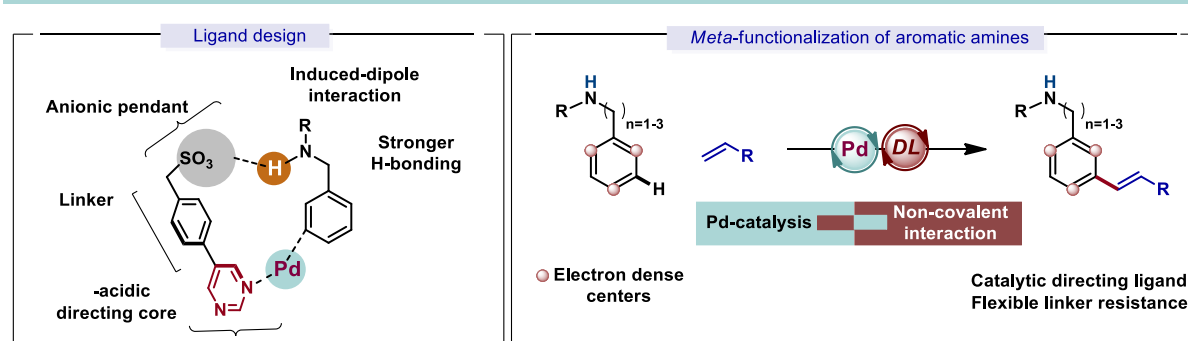 Ligand design
Induced-dipole
interaction
Anionic pendant
R
N
H
SO3
Stronger
H-bonding
Linker
Pd
-acidic
directing core
N
N
Meta-functionalization of aromatic amines
H
N
R
n=1-3
H
R
Pd
DL
Pd-catalysis
Non-covalent
interaction
Electron dense
centers
H
N
R
n=1-3
R
Catalytic directing ligand
Flexible linker resistance